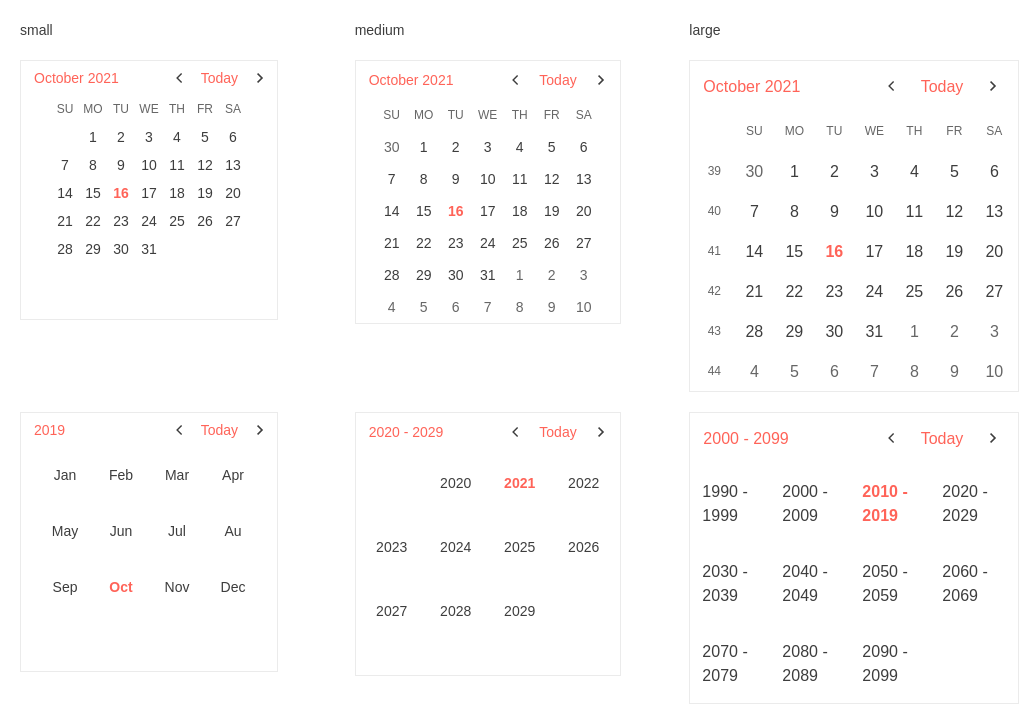 small
October 2021 Today
SU MO TU WE TH FR SA
1 2 3 4 5 6
7 8 9 10 11 12 13
14 15 16 17 18 19 20
21 22 23 24 25 26 27
28 29 30 31
medium
October 2021 Today
SU MO TU WE TH FR SA
30 1 2 3 4 5 6
7 8 9 10 11 12 13
14 15 16 17 18 19 20
21 22 23 24 25 26 27
28 29 30 31 1 2 3
4 5 6 7 8 9 10
large
October 2021 Today
SU MO TU WE TH FR SA
39 30 1 2 3 4 5 6
40 7 8 9 10 11 12 13
41 14 15 16 17 18 19 20
42 21 22 23 24 25 26 27
43 28 29 30 31 1 2 3
44 4 5 6 7 8 9 10
2019 Today
Jan Feb Mar Apr
May Jun Jul Au
Sep Oct Nov Dec
2020 - 2029 Today
2020 2021 2022
2023 2024 2025 2026
2027 2028 2029
2000 - 2099 Today
1990 - 2000 - 2010 - 2020 -
1999 2009 2019 2029
2030 - 2040 - 2050 - 2060 -
2039 2049 2059 2069
2070 - 2080 - 2090 -
2079 2089 2099